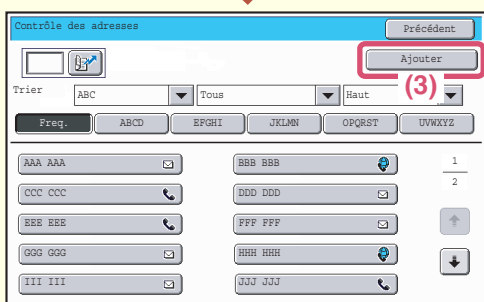 Contrôle des adresses Précédent
Ajouter
(3)
Trier ABC Tous Haut
Freq. ABCD EFGHI JKLMN OPQRST UVWXYZ
AAA AAA BBB BBB 1
CCC CCC DDD DDD 2
EEE EEE FFF FFF
GGG GGG HHH HHH
III III JJJ JJJ